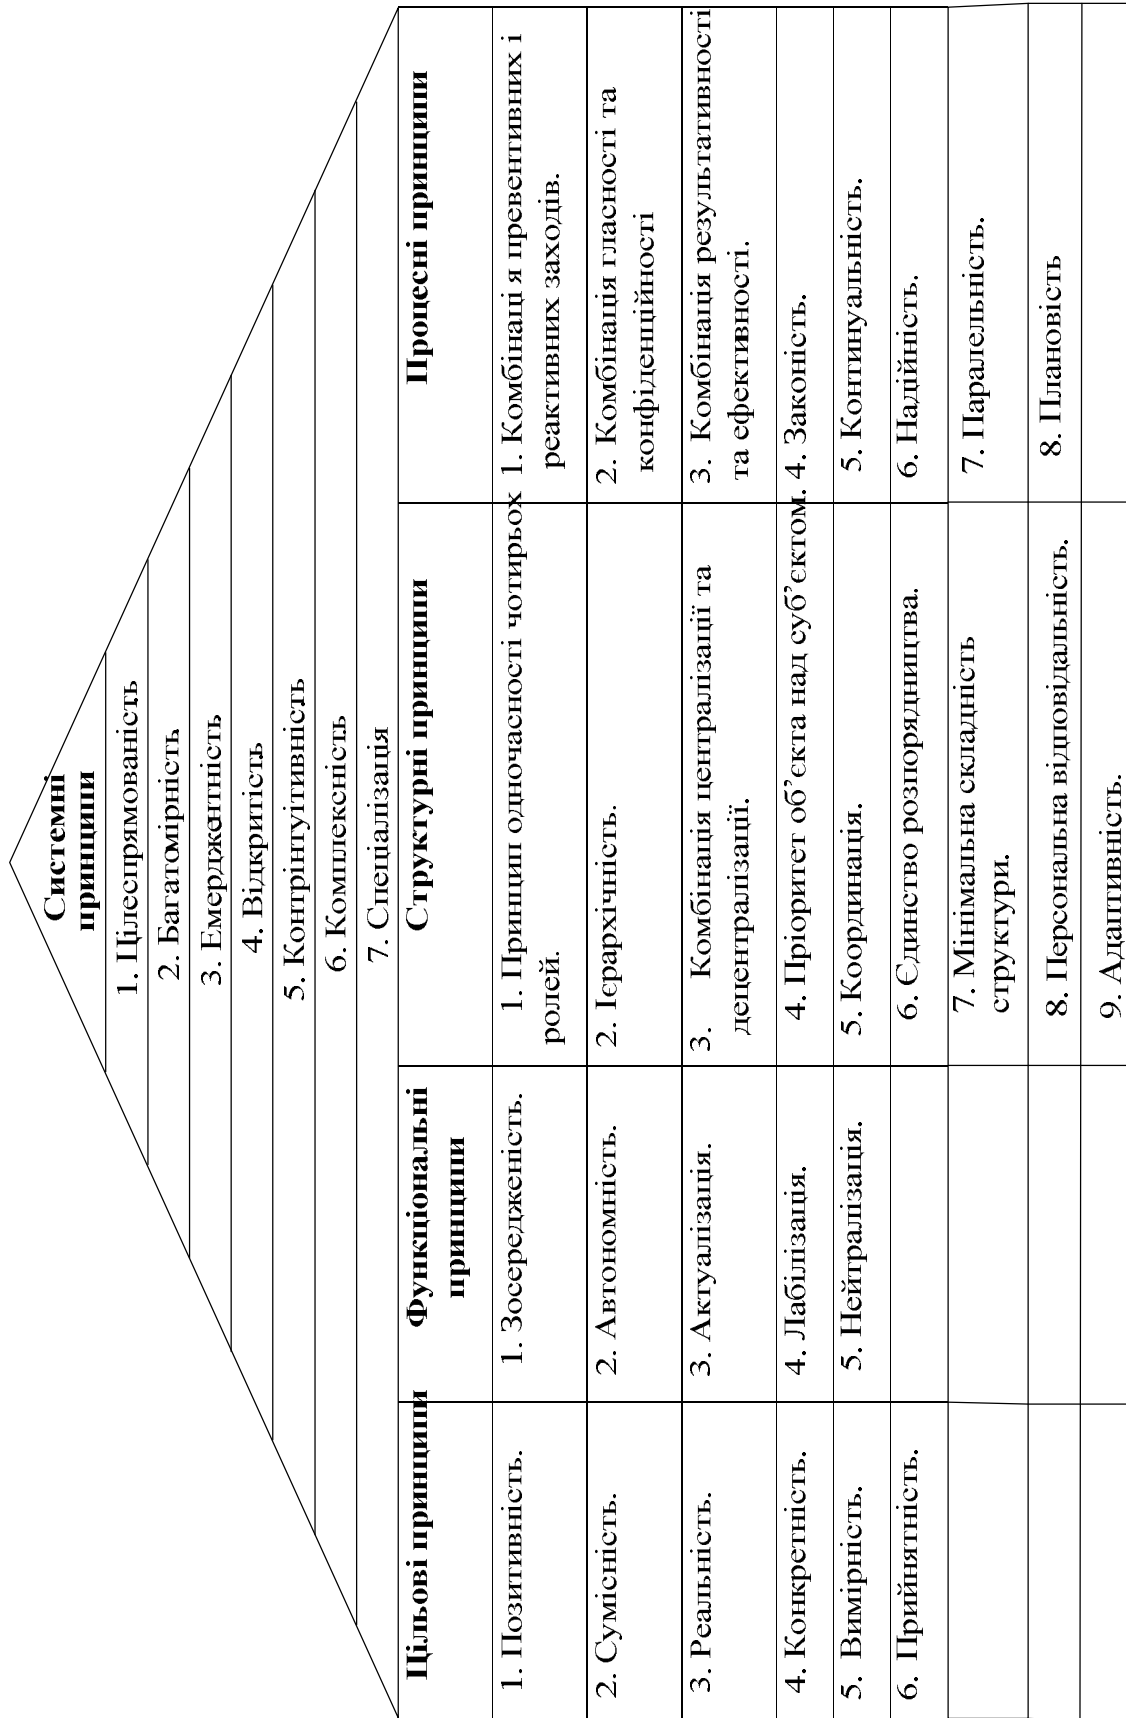 Системні
принципи
1. Цілеспрямованість
2. Багатомірність
3. Емерджентність
4. Відкритість
5. Контрінтуїтивність
6. Комплексність
7. Спеціалізація
Цільові принципи
1. Позитивність.
2. Сумісність.
3. Реальність.
4. Конкретність.
5. Вимірність.
6. Прийнятність.
Функціональні
принципи
1. Зосередженість.
2. Автономність.
3. Актуалізація.
4. Лабілізація.
5. Нейтралізація.
Структурні принципи
1. Принцип одночасності чотирьох
ролей.
2. Ієрархічність.
3. Комбінація централізації та
децентралізації.
4. Пріоритет об’єкта над суб’єктом.
5. Координація.
6. Єдинство розпорядництва.
7. Мінімальна складність
структури.
8. Персональна відповідальність.
9. Адаптивність.
Процесні принципи
1. Комбінаці я превентивних і
реактивних заходів.
2. Комбінація гласності та
конфіденційності
3. Комбінація результативності
та ефективності.
4. Законість.
5. Континуальність.
6. Надійність.
7. Паралельність.
8. Плановість